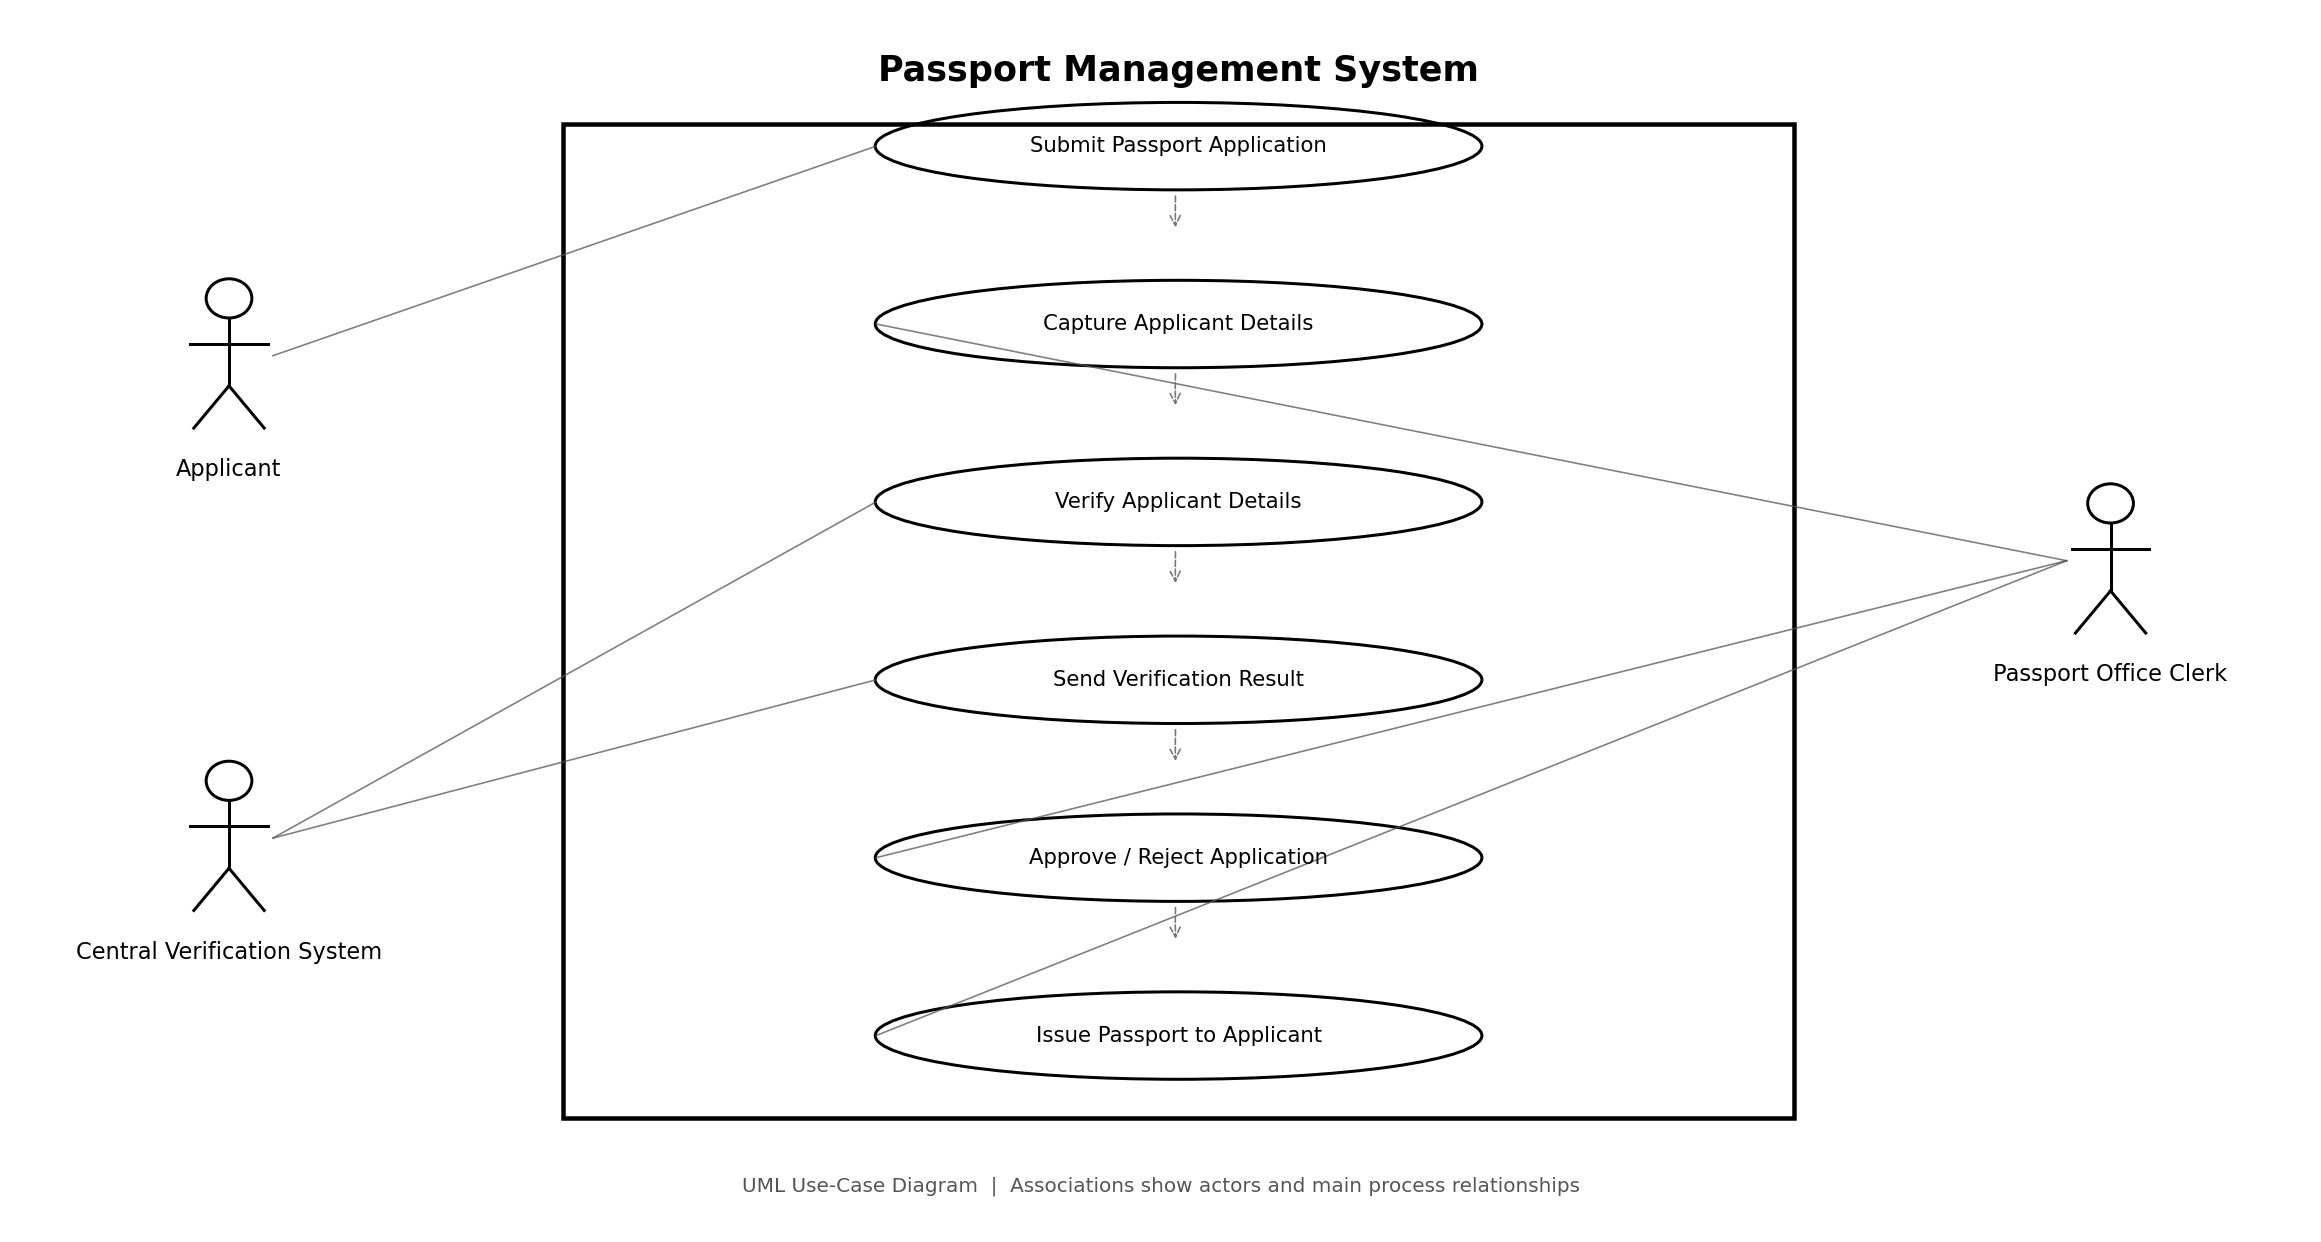 Passport Management System
Submit Passport Application
Capture Applicant Details
Applicant
Verify Applicant Details
Send Verification Result
Passport Office Clerk
Approve / Reject Application
Central Verification System
Issue Passport to Applicant
UML Use-Case Diagram | Associations show actors and main process relationships